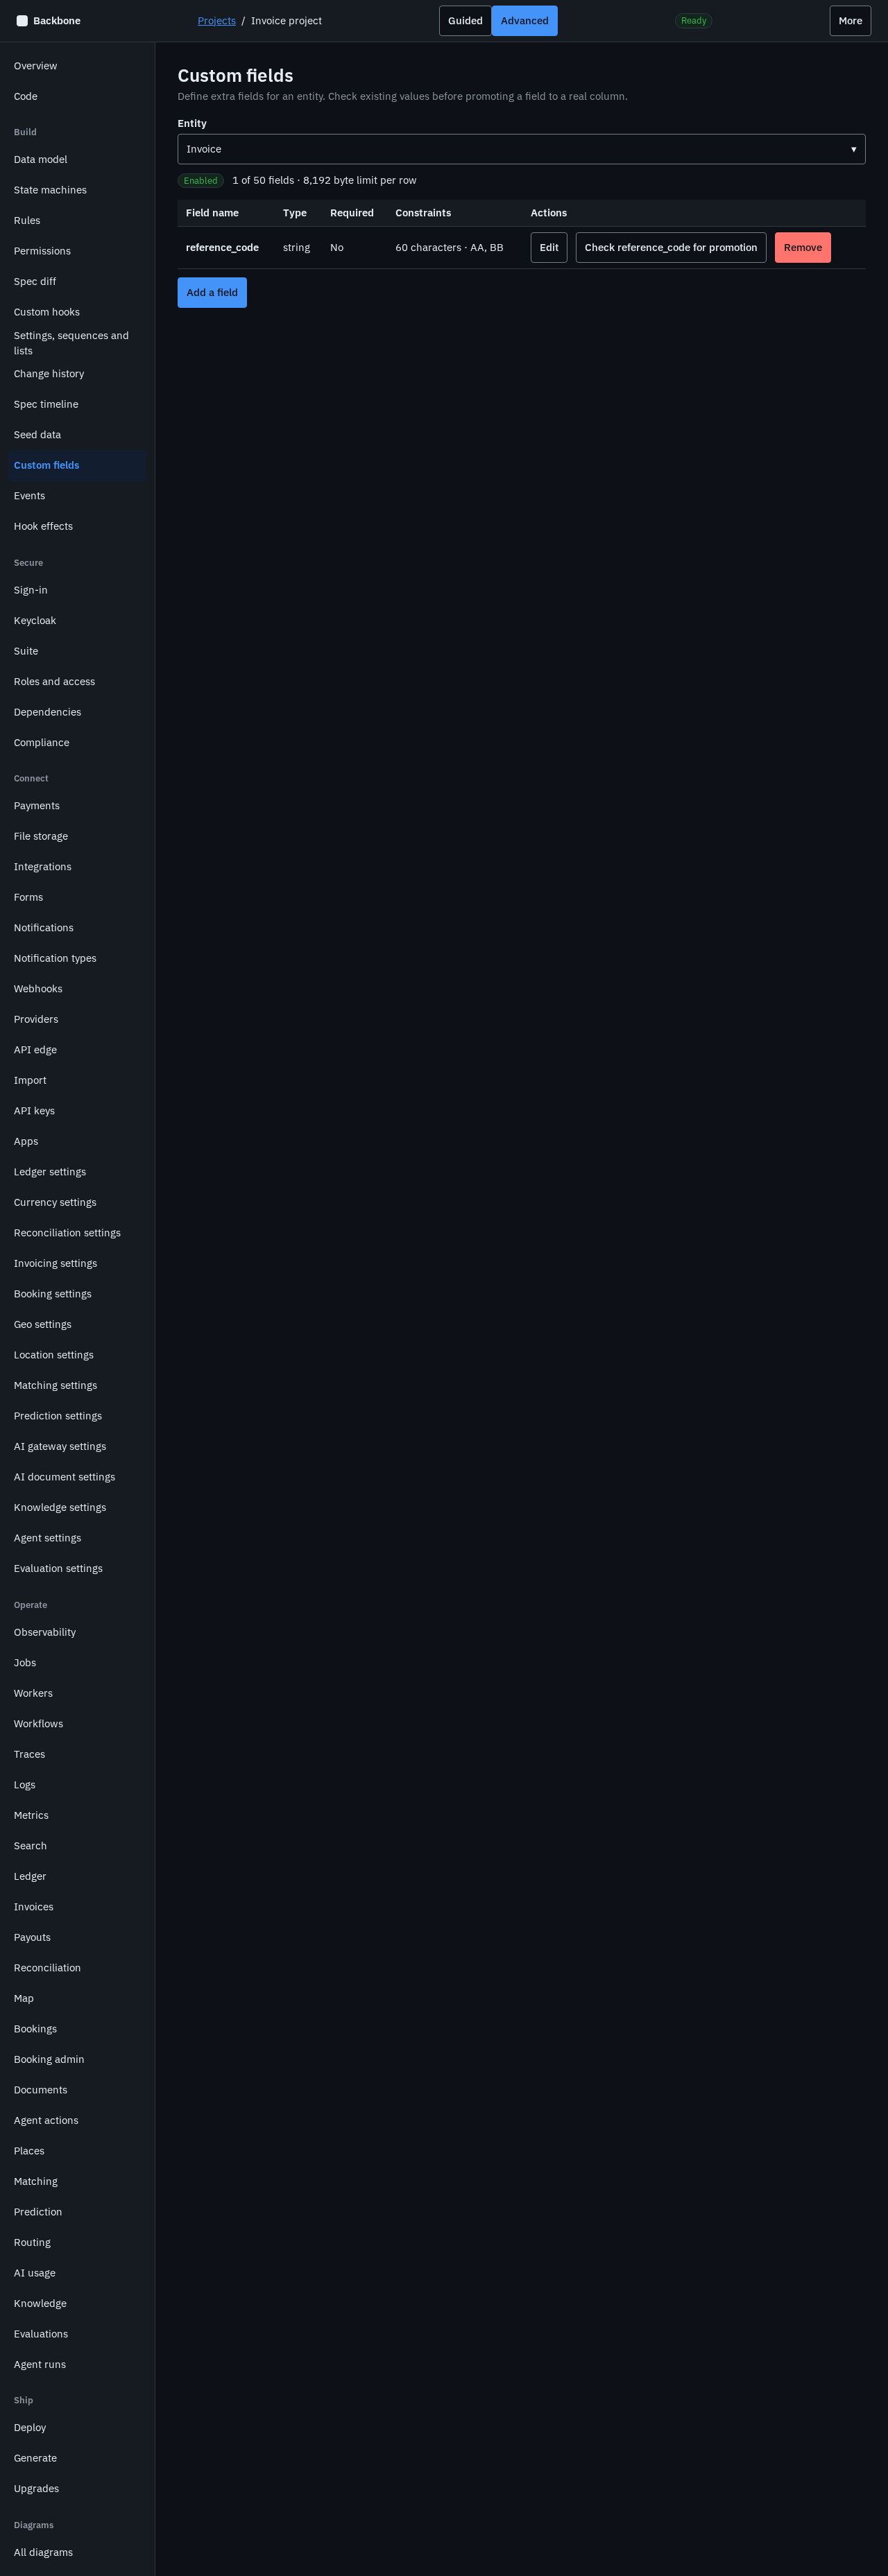 Backbone
Projects / Invoice project
Guided
Advanced
Ready
More
Overview
Code
Build
Data model
State machines
Rules
Permissions
Spec diff
Custom hooks
Settings, sequences and
lists
Change history
Spec timeline
Seed data
Custom fields
Events
Hook effects
Secure
Sign-in
Keycloak
Suite
Roles and access
Dependencies
Compliance
Connect
Payments
File storage
Integrations
Forms
Notifications
Notification types
Webhooks
Providers
API edge
Import
API keys
Apps
Ledger settings
Currency settings
Reconciliation settings
Invoicing settings
Booking settings
Geo settings
Location settings
Matching settings
Prediction settings
AI gateway settings
AI document settings
Knowledge settings
Agent settings
Evaluation settings
Operate
Observability
Jobs
Workers
Workflows
Traces
Logs
Metrics
Search
Ledger
Invoices
Payouts
Reconciliation
Map
Bookings
Booking admin
Documents
Agent actions
Places
Matching
Prediction
Routing
AI usage
Knowledge
Evaluations
Agent runs
Ship
Deploy
Generate
Upgrades
Diagrams
All diagrams
Custom fields
Define extra fields for an entity. Check existing values before promoting a field to a real column.
Entity
Invoice
Enabled 1 of 50 fields · 8,192 byte limit per row
Field name Type Required Constraints Actions
reference_code string No 60 characters · AA, BB Edit Check reference_code for promotion Remove
Add a field